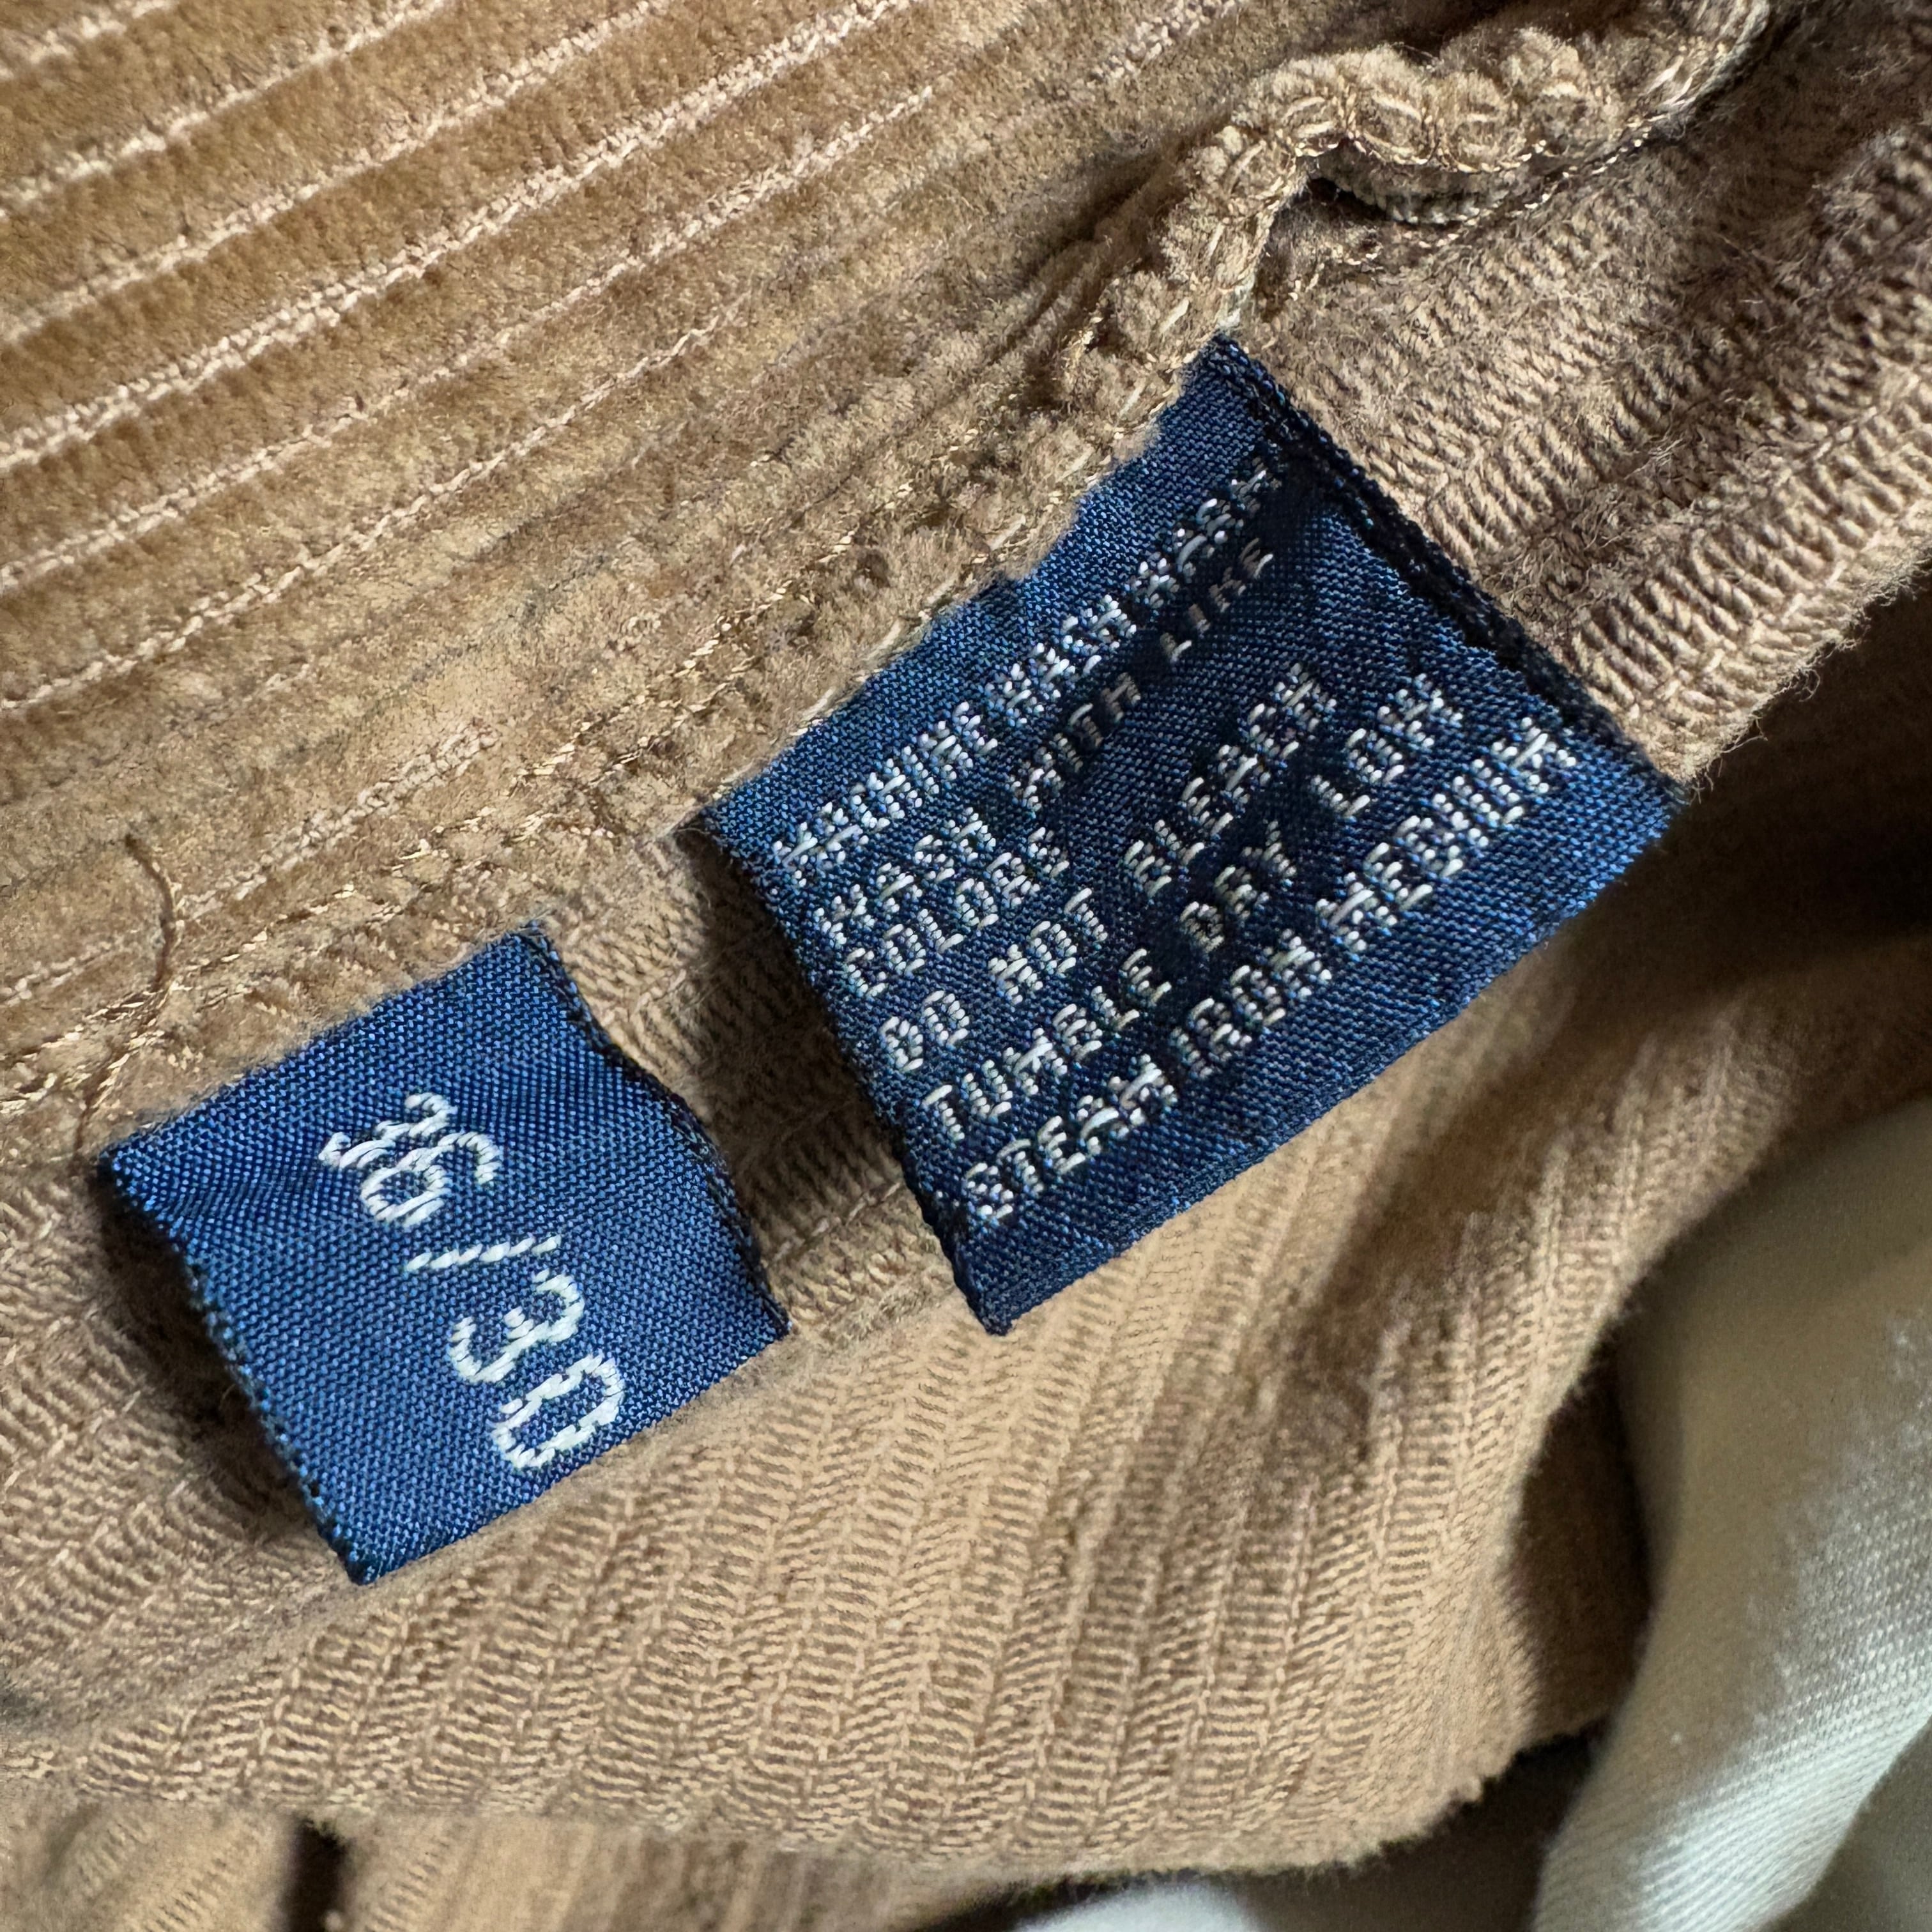 MACHINE WASH WARM
WASH WITH LIKE
COLORS
DO NOT BLEACH
TUMBLE DRY LOW
STEAM IRON MEDIUM
36/30